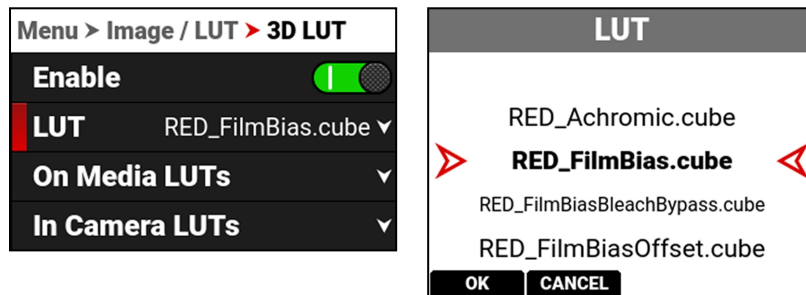 Menu > Image / LUT > 3D LUT
Enable
LUT RED_FilmBias.cube
On Media LUTs
In Camera LUTs
LUT
RED_Achromic.cube
RED_FilmBias.cube
RED_FilmBiasBleachBypass.cube
RED_FilmBiasOffset.cube
OK CANCEL